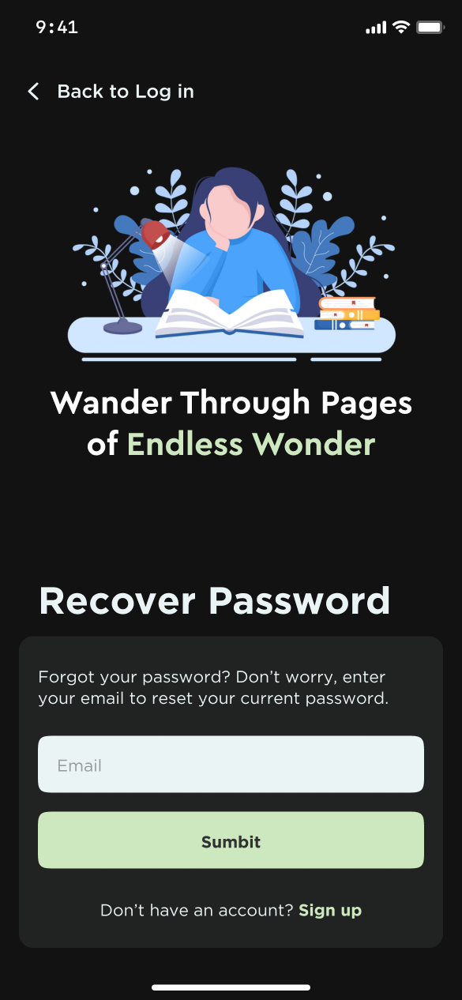 9:41
Back to Log in
Wander Through Pages
of Endless Wonder
Recover Password
Forgot your password? Don’t worry, enter
your email to reset your current password.
Email
Sumbit
Don’t have an account? Sign up